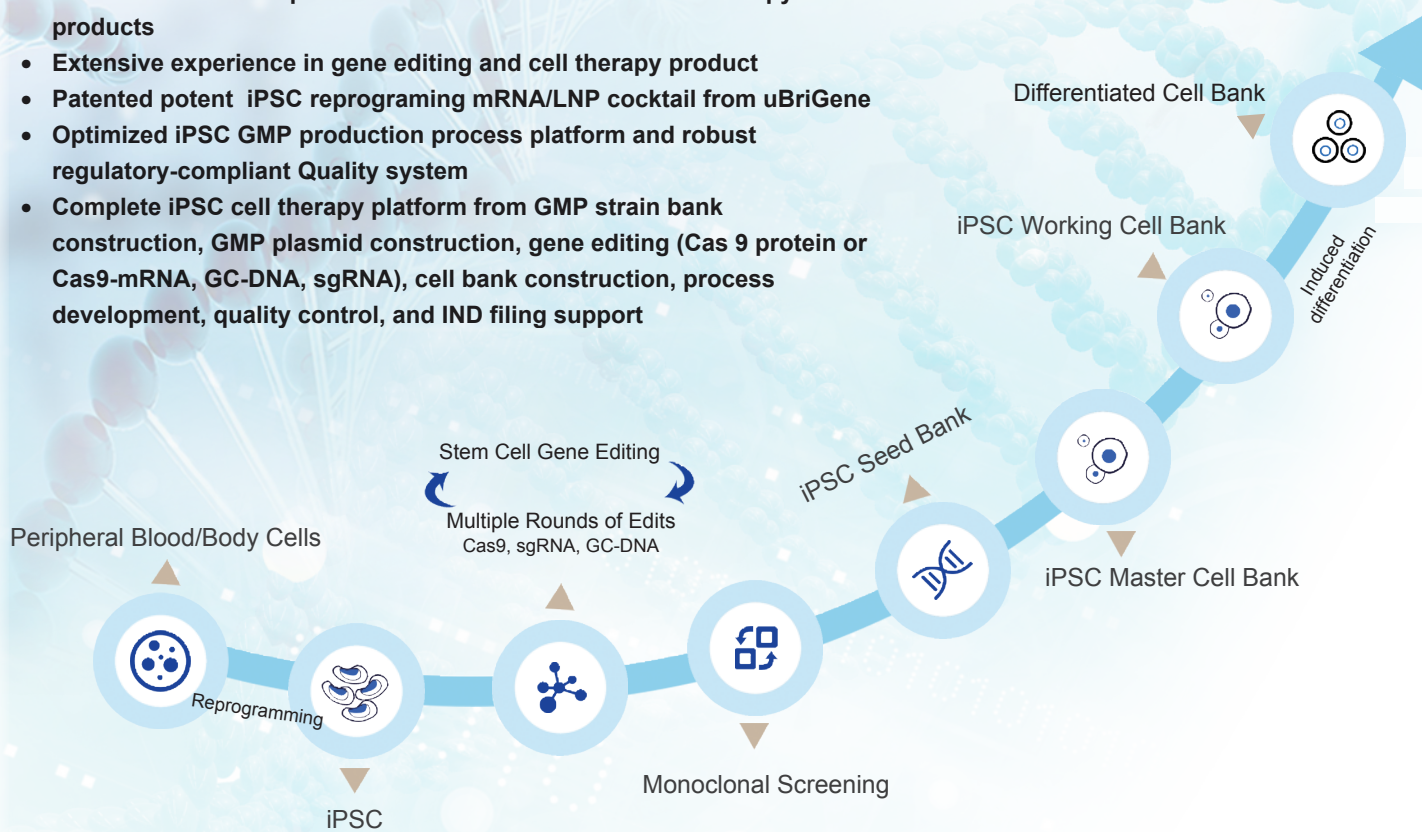 products
• Extensive experience in gene editing and cell therapy product
• Patented potent iPSC reprograming mRNA/LNP cocktail from uBriGene
• Optimized iPSC GMP production process platform and robust
regulatory-compliant Quality system
• Complete iPSC cell therapy platform from GMP strain bank
construction, GMP plasmid construction, gene editing (Cas 9 protein or
Cas9-mRNA, GC-DNA, sgRNA), cell bank construction, process
development, quality control, and IND filing support
Differentiated Cell Bank
iPSC Working Cell Bank
Induced
differentiation
iPSC Seed Bank
Stem Cell Gene Editing
Multiple Rounds of Edits
Cas9, sgRNA, GC-DNA
Peripheral Blood/Body Cells
iPSC Master Cell Bank
Reprogramming
Monoclonal Screening
iPSC